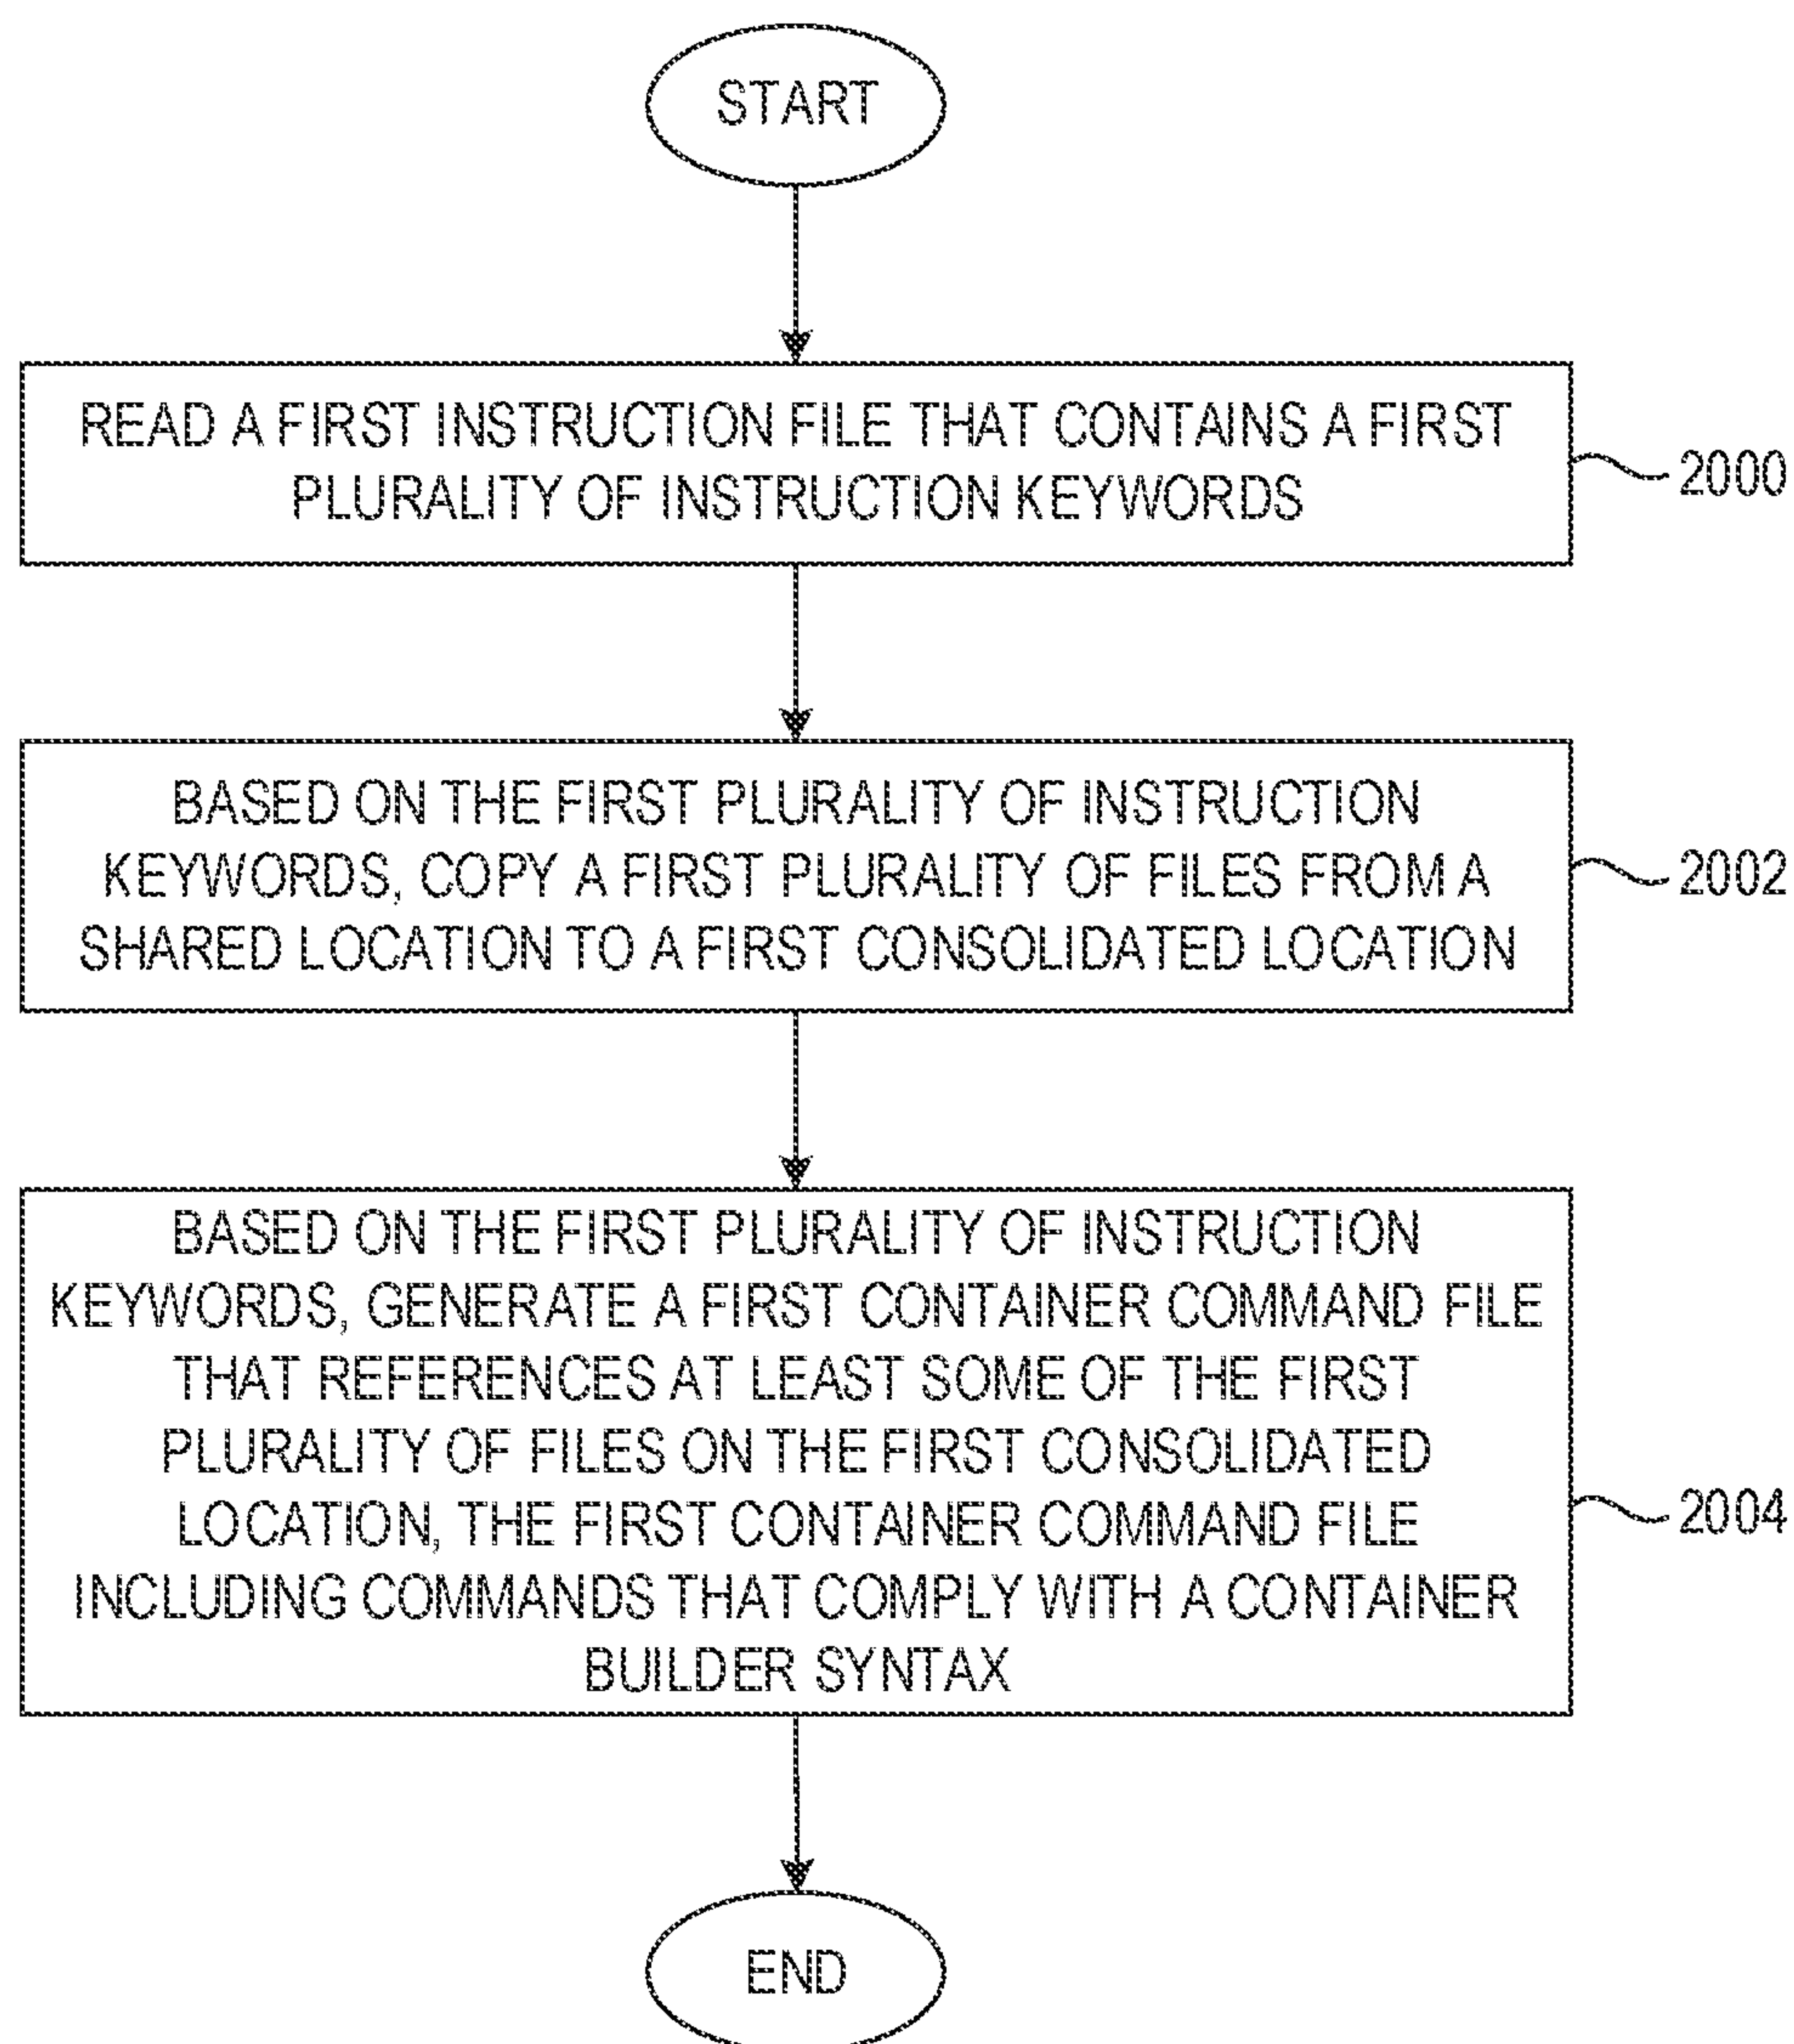 START
READ A FIRST INSTRUCTION FILE THAT CONTAINS A FIRST
PLURALITY OF INSTRUCTION KEYWORDS
2000
BASED ON THE FIRST PLURALITY OF INSTRUCTION
KEYWORDS, COPY A FIRST PLURALITY OF FILES FROM A
SHARED LOCATION TO A FIRST CONSOLIDATED LOCATION
2002
BASED ON THE FIRST PLURALITY OF INSTRUCTION
KEYWORDS, GENERATE A FIRST CONTAINER COMMAND FILE
THAT REFERENCES AT LEAST SOME OF THE FIRST
PLURALITY OF FILES ON THE FIRST CONSOLIDATED
LOCATION, THE FIRST CONTAINER COMMAND FILE
INCLUDING COMMANDS THAT COMPLY WITH A CONTAINER
BUILDER SYNTAX
2004
END